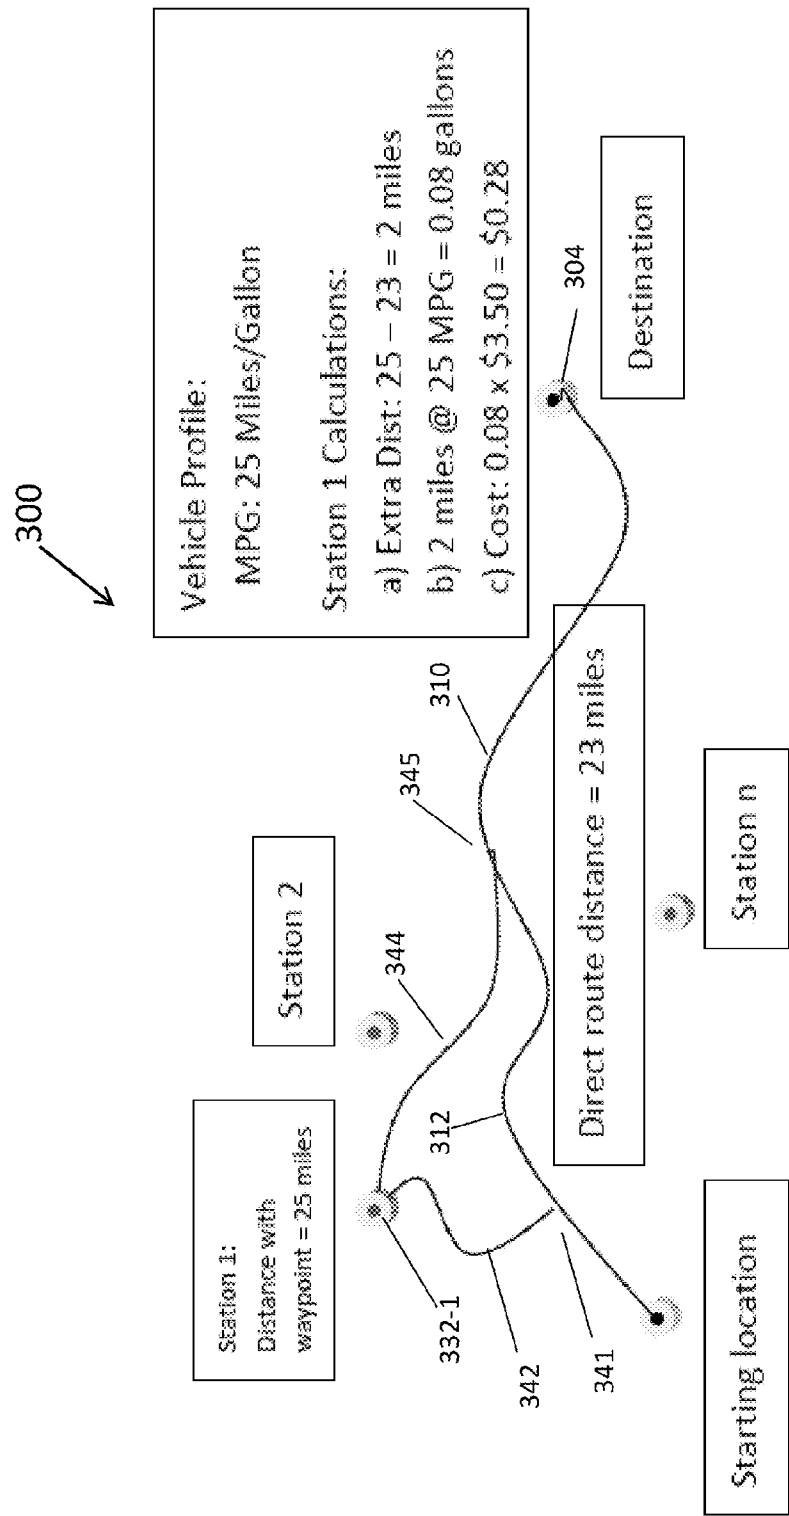 300
Vehicle Profile:
MPG: 25 Miles/Gallon
Station 1 Calculations:
a) Extra Dist: 25 – 23 = 2 miles
b) 2 miles @ 25 MPG = 0.08 gallons
c) Cost: 0.08 x $3.50 = $0.28
Station 1:
Distance with
waypoint = 25 miles
Station 2
332-1
342
341
344
312
345
310
304
Direct route distance = 23 miles
Starting location
Station n
Destination